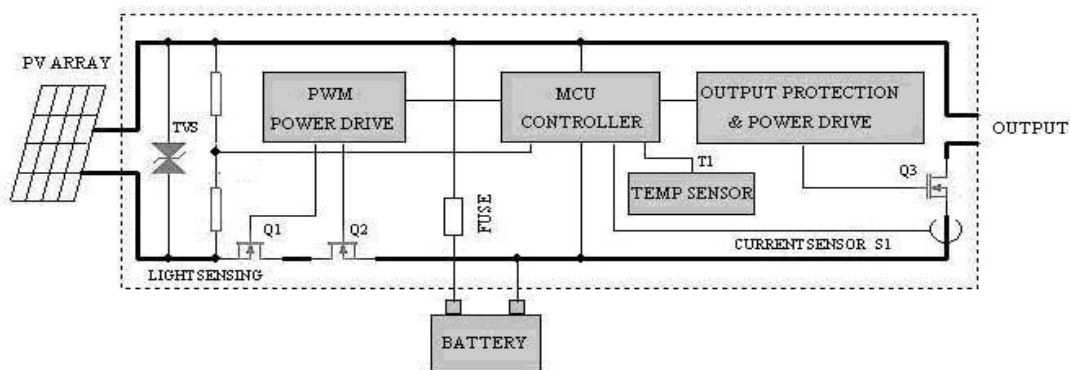 PV ARRAY
TVS
PWM
POWER DRIVE
MCU
CONTROLLER
OUTPUT PROTECTION
& POWER DRIVE
OUTPUT
T1
TEMP SENSOR
Q3
FUSE
Q1
Q2
CURRENTSENSOR S1
LIGHTSENSING
BATTERY